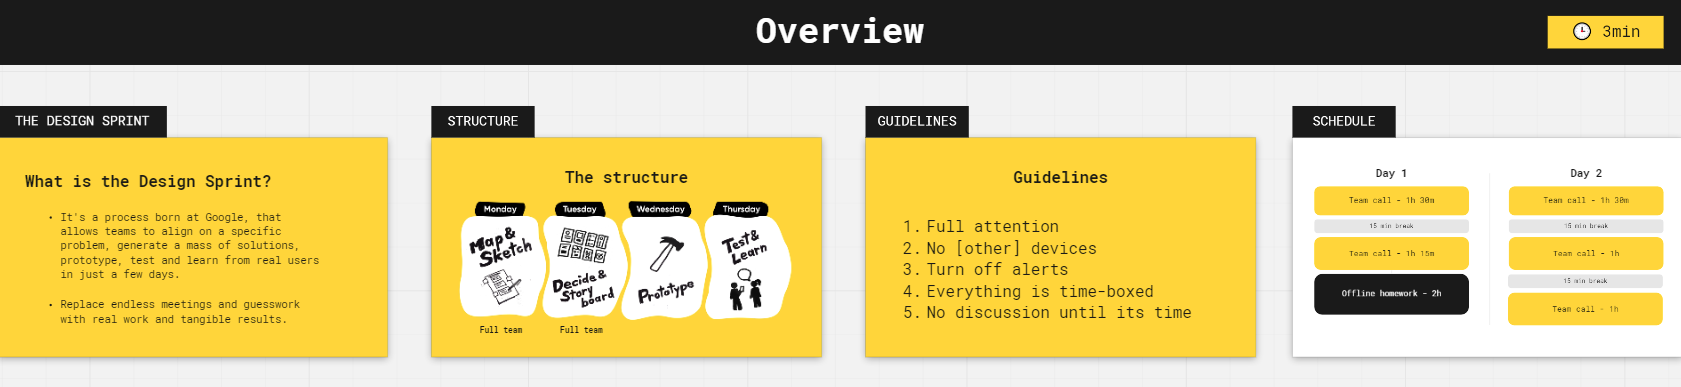 Overview
3min
THE DESIGN SPRINT
What is the Design Sprint?
• It's a process born at Google, that
allows teams to align on a specific
problem, generate a mass of solutions,
prototype, test and learn from real users
in just a few days.
• Replace endless meetings and guesswork
with real work and tangible results.
STRUCTURE
The structure
Monday
Map &
Sketch
Tuesday
Decide &
Story
board
Wednesday
Prototype
Thursday
Test &
Learn
Full team
Full team
GUIDELINES
Guidelines
1. Full attention
2. No [other] devices
3. Turn off alerts
4. Everything is time-boxed
5. No discussion until its time
SCHEDULE
Day 1
Team call - 1h 30m
15 min break
Team call - 1h 15m
Offline homework - 2h
Day 2
Team call - 1h 30m
15 min break
Team call - 1h
15 min break
Team call - 1h